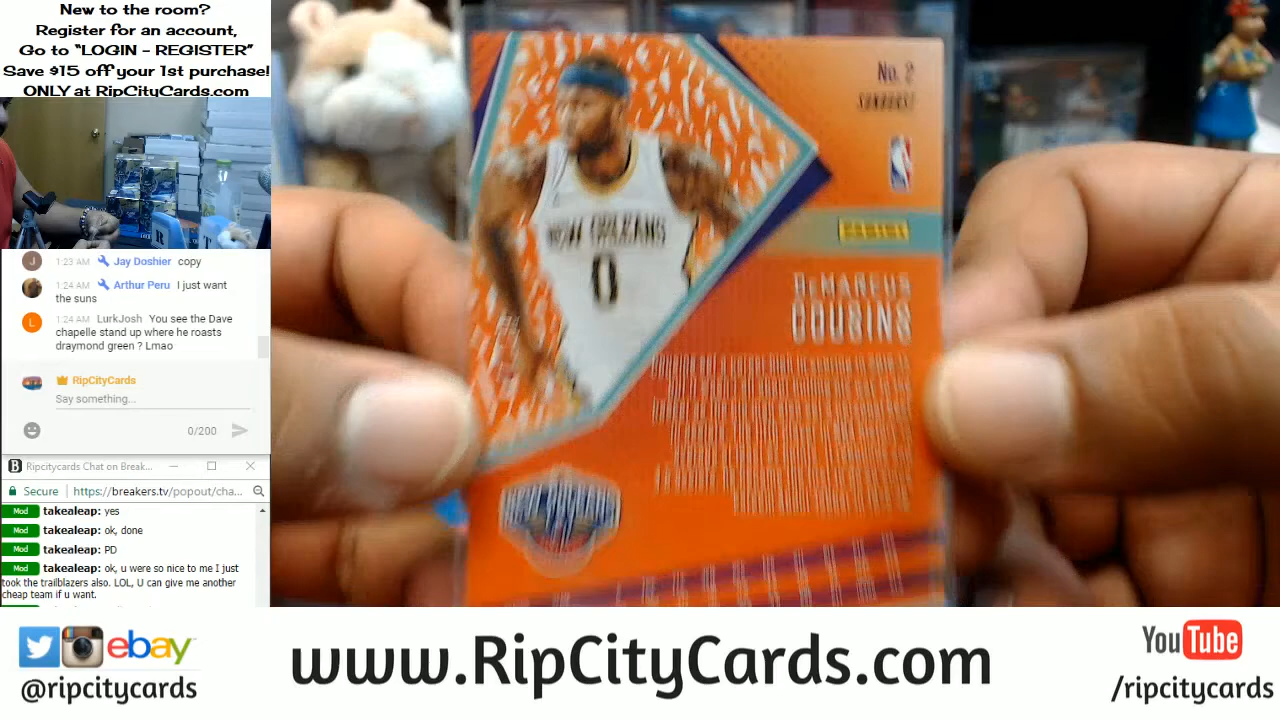 New to the room?
Register for an account,
Go to “LOGIN – REGISTER”
Save $15 off your 1st purchase!
ONLY at RipCityCards.com
J 1:23 AM Jay Doshier copy
1:24 AM Arthur Peru I just want
the suns
L 1:24 AM LurkJosh You see the Dave
chapelle stand up where he roasts
draymond green ? Lmao
RipCityCards
Say something...
0/200
B Ripcitycards Chat on Break...
Secure https://breakers.tv/popout/cha...
Mod takealeap: yes
Mod takealeap: ok, done
Mod takealeap: PD
Mod takealeap: ok, u were so nice to me I just
took the trailblazers also. LOL, U can give me another
cheap team if u want.
No. 2
SUNBURST
PANINI
NEW ORLEANS
0
DEMARCUS
COUSINS
NEW ORLEANS
ebay
@ripcitycards
www.RipCityCards.com
YouTube
/ripcitycards